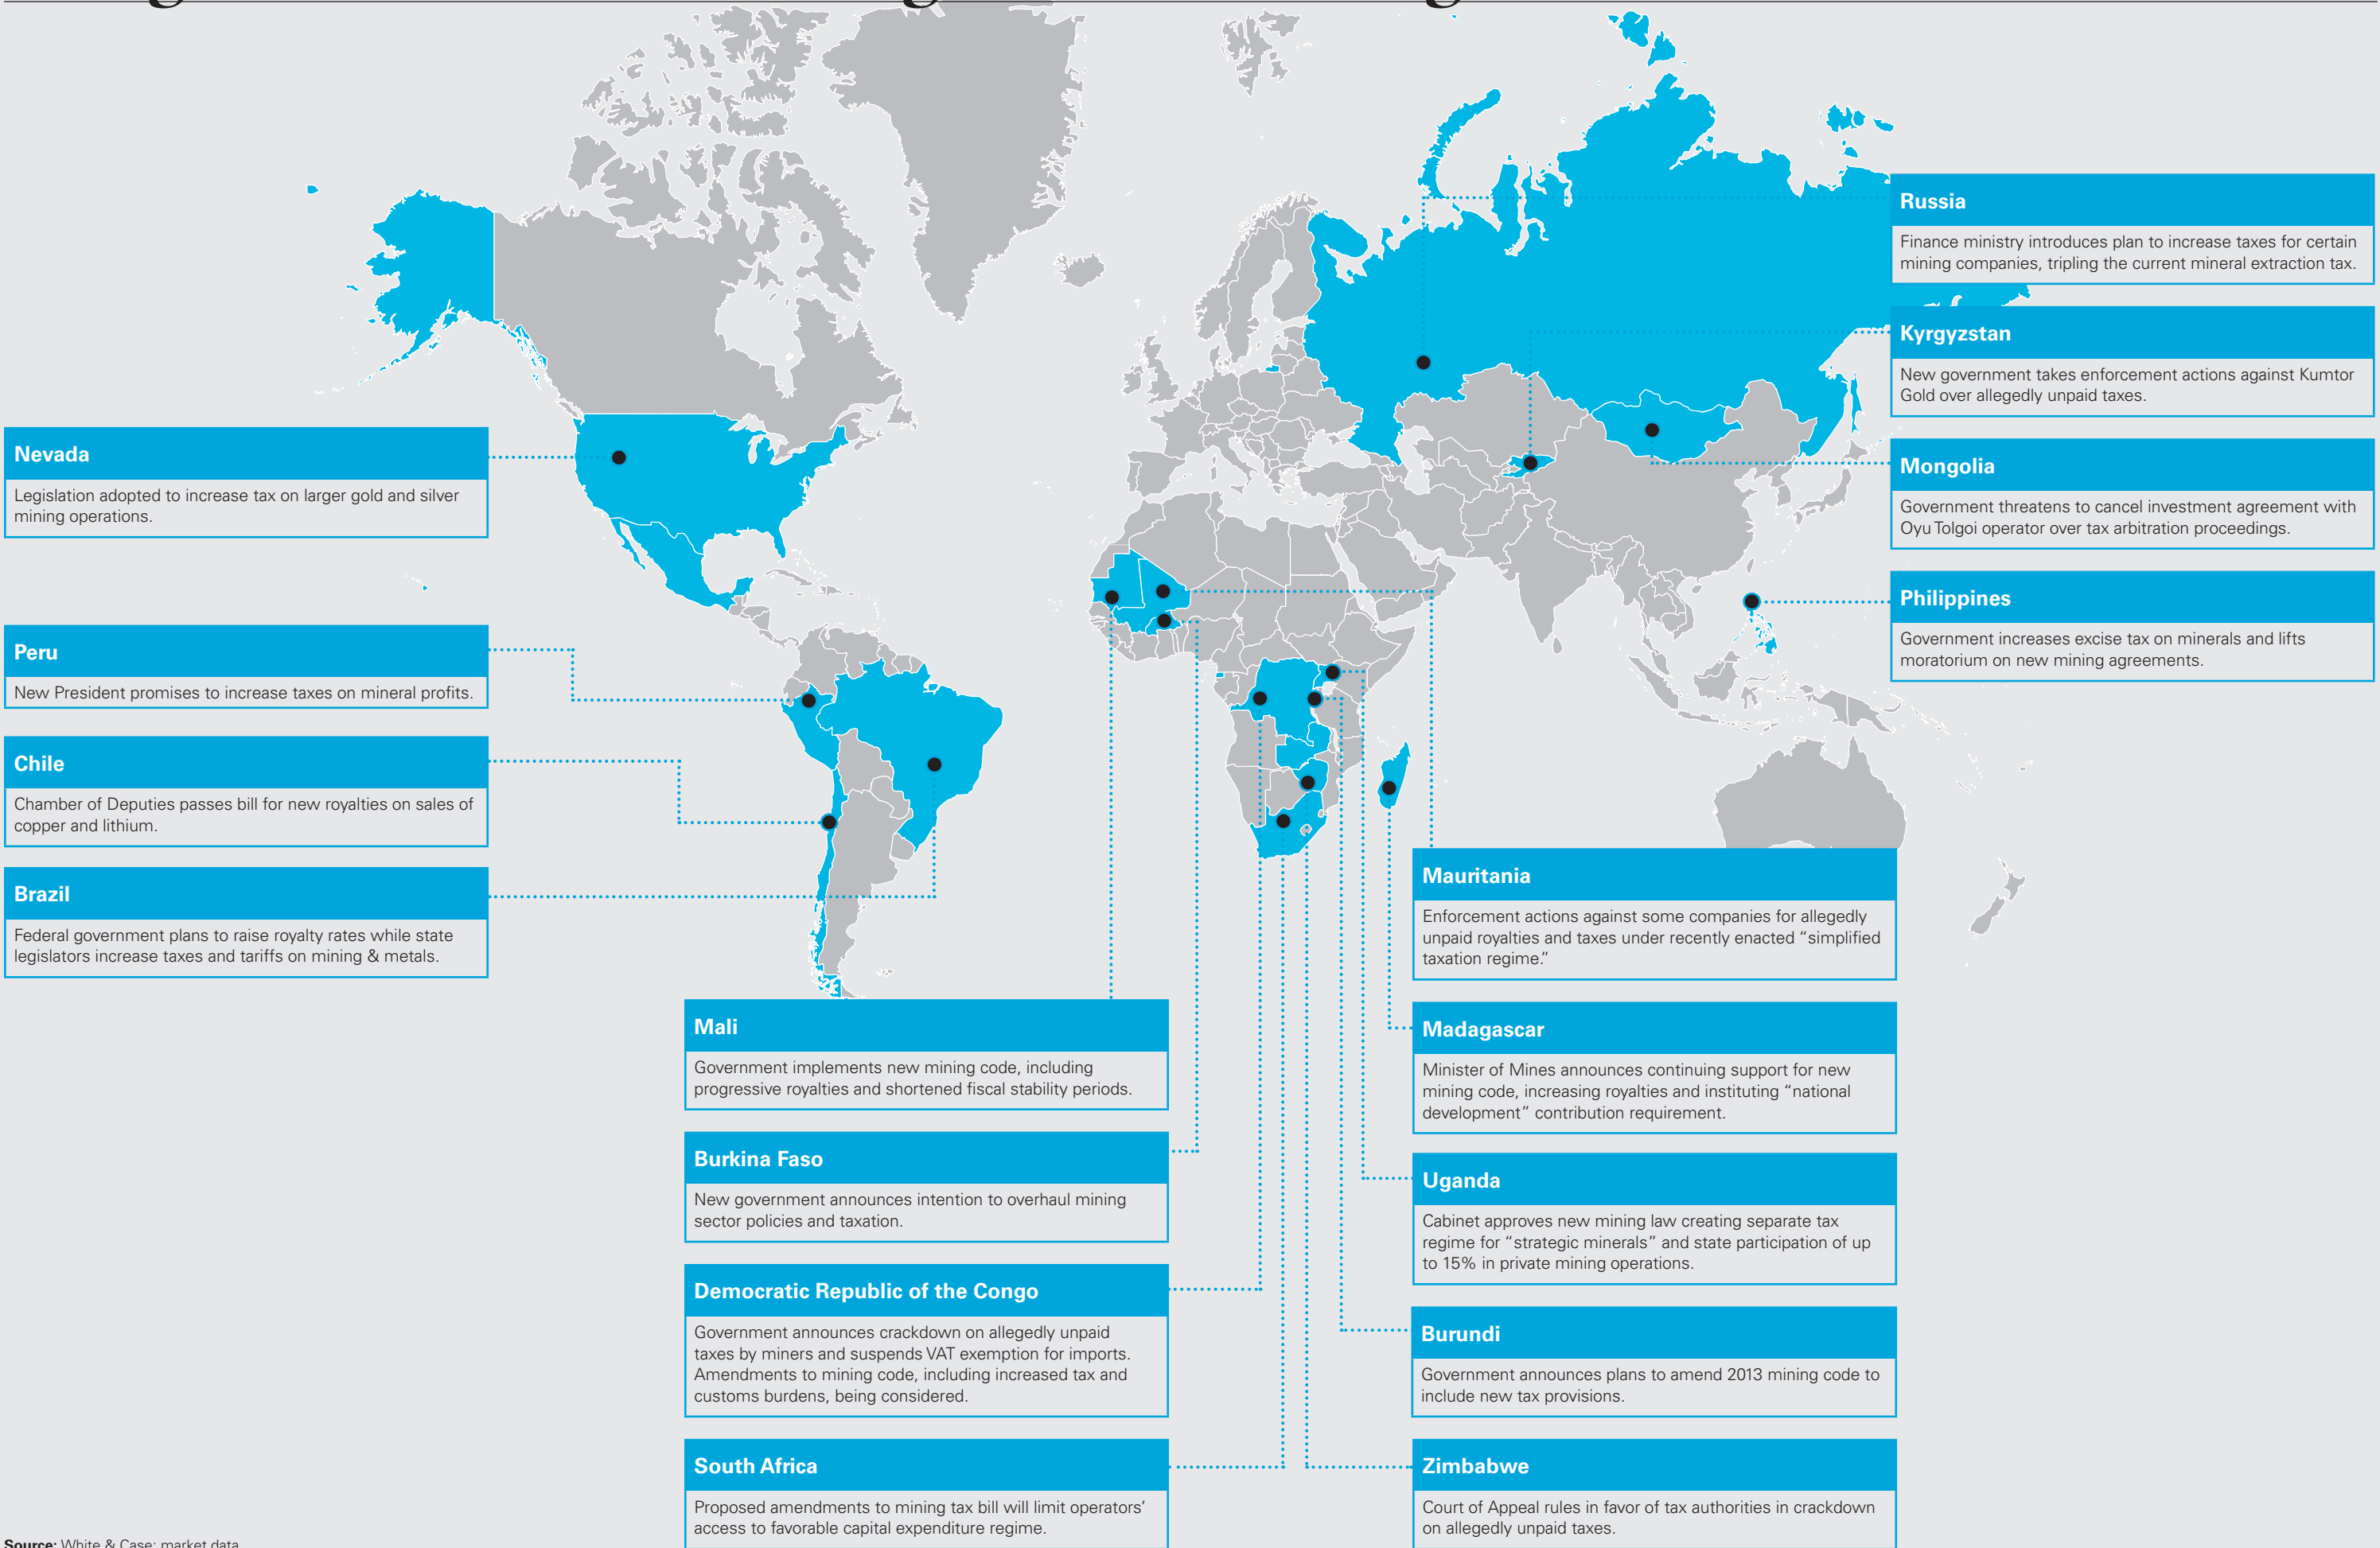 Nevada
Legislation adopted to increase tax on larger gold and silver
mining operations.
Peru
New President promises to increase taxes on mineral profits.
Chile
Chamber of Deputies passes bill for new royalties on sales of
copper and lithium.
Brazil
Federal government plans to raise royalty rates while state
legislators increase taxes and tariffs on mining & metals.
Russia
Finance ministry introduces plan to increase taxes for certain
mining companies, tripling the current mineral extraction tax.
Kyrgyzstan
New government takes enforcement actions against Kumtor
Gold over allegedly unpaid taxes.
Mongolia
Government threatens to cancel investment agreement with
Oyu Tolgoi operator over tax arbitration proceedings.
Philippines
Government increases excise tax on minerals and lifts
moratorium on new mining agreements.
Mali
Government implements new mining code, including
progressive royalties and shortened fiscal stability periods.
Burkina Faso
New government announces intention to overhaul mining
sector policies and taxation.
Democratic Republic of the Congo
Government announces crackdown on allegedly unpaid
taxes by miners and suspends VAT exemption for imports.
Amendments to mining code, including increased tax and
customs burdens, being considered.
South Africa
Proposed amendments to mining tax bill will limit operators’
access to favorable capital expenditure regime.
Mauritania
Enforcement actions against some companies for allegedly
unpaid royalties and taxes under recently enacted “simplified
taxation regime.”
Madagascar
Minister of Mines announces continuing support for new
mining code, increasing royalties and instituting “national
development” contribution requirement.
Uganda
Cabinet approves new mining law creating separate tax
regime for “strategic minerals” and state participation of up
to 15% in private mining operations.
Burundi
Government announces plans to amend 2013 mining code to
include new tax provisions.
Zimbabwe
Court of Appeal rules in favor of tax authorities in crackdown
on allegedly unpaid taxes.
Source: White & Case; market data